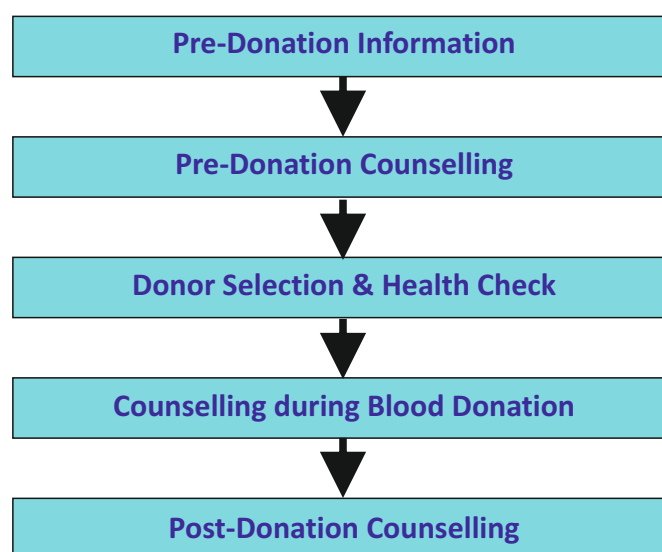 Pre-Donation Information
Pre-Donation Counselling
Donor Selection & Health Check
Counselling during Blood Donation
Post-Donation Counselling